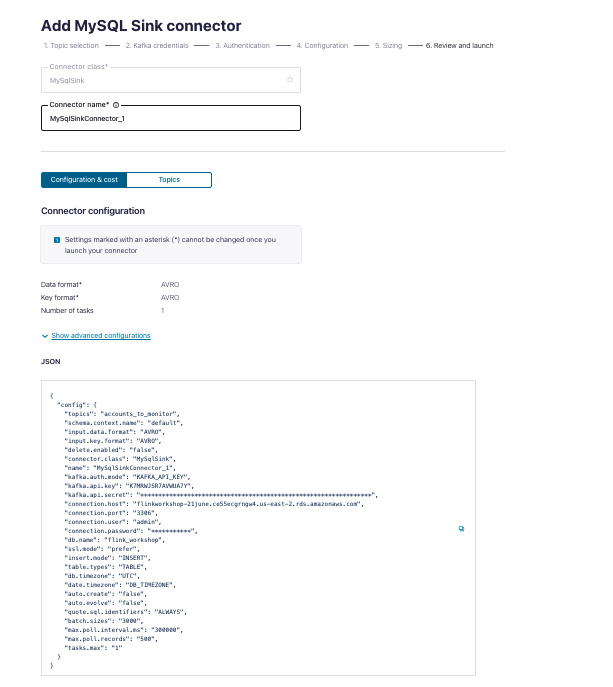 Add MySQL Sink connector
1. Topic selection 2. Kafka credentials 3. Authentication 4. Configuration 5. Sizing 6. Review and launch
Connector class*
MySqlSink
Connector name*
MySqlSinkConnector_1
Configuration & cost Topics
Connector configuration
Settings marked with an asterisk (*) cannot be changed once you
launch your connector
Data format* AVRO
Key format* AVRO
Number of tasks 1
Show advanced configurations
JSON
{
"config": {
"topics": "accounts_to_monitor",
"schema.context.name": "default",
"input.data.format": "AVRO",
"input.key.format": "AVRO",
"delete.enabled": "false",
"connector.class": "MySqlSink",
"name": "MySqlSinkConnector_1",
"kafka.auth.mode": "KAFKA_API_KEY",
"kafka.api.key": "K7MRWJSR7AVWUA7Y",
"kafka.api.secret": "****************************************************************",
"connection.host": "flinkworkshop-21june.ce55ecgrngw4.us-east-2.rds.amazonaws.com",
"connection.port": "3306",
"connection.user": "admin",
"connection.password": "***********",
"db.name": "flink_workshop",
"ssl.mode": "prefer",
"insert.mode": "INSERT",
"table.types": "TABLE",
"db.timezone": "UTC",
"date.timezone": "DB_TIMEZONE",
"auto.create": "false",
"auto.evolve": "false",
"quote.sql.identifiers": "ALWAYS",
"batch.sizes": "3000",
"max.poll.interval.ms": "300000",
"max.poll.records": "500",
"tasks.max": "1"
}
}